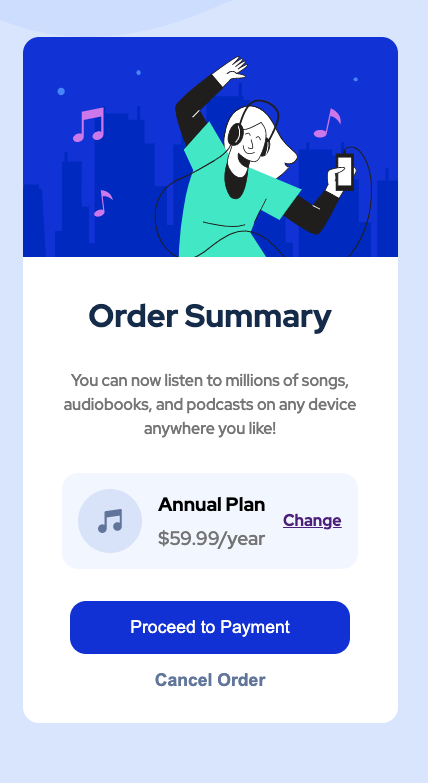 Order Summary
You can now listen to millions of songs,
audiobooks, and podcasts on any device
anywhere you like!
Annual Plan
$59.99/year
Change
Proceed to Payment
Cancel Order